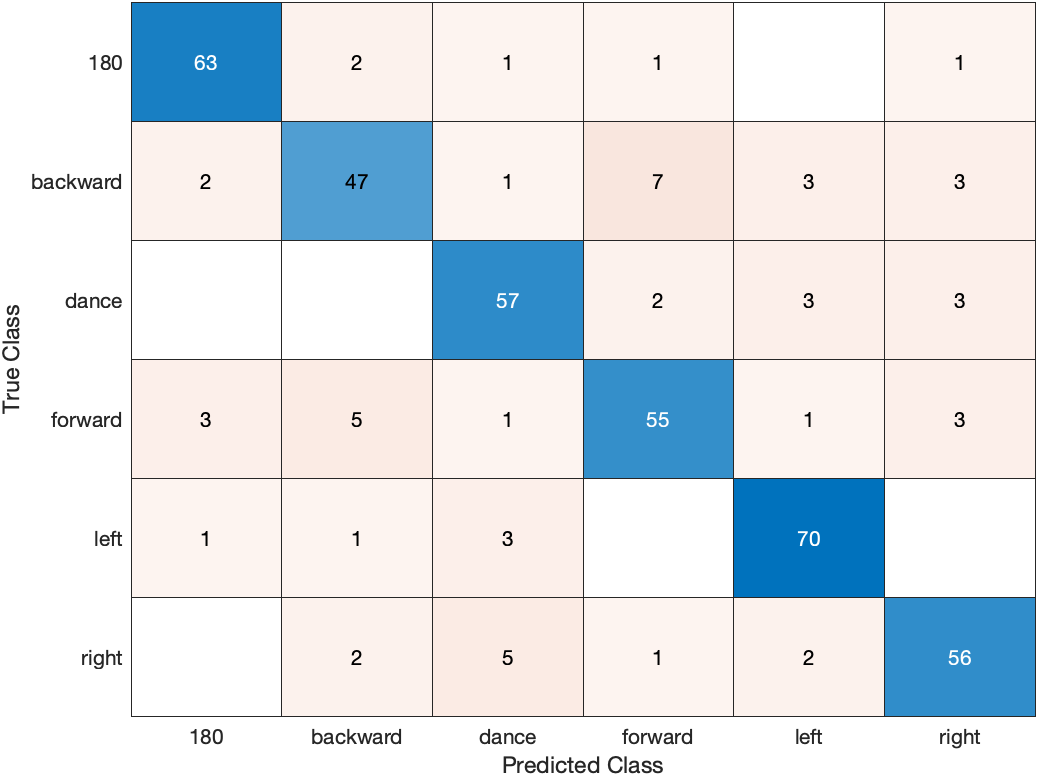 True Class
180 63 2 1 1 1
backward 2 47 1 7 3 3
dance 57 2 3 3
forward 3 5 1 55 1 3
left 1 1 3 70
right 2 5 1 2 56
180 backward dance forward left right
Predicted Class